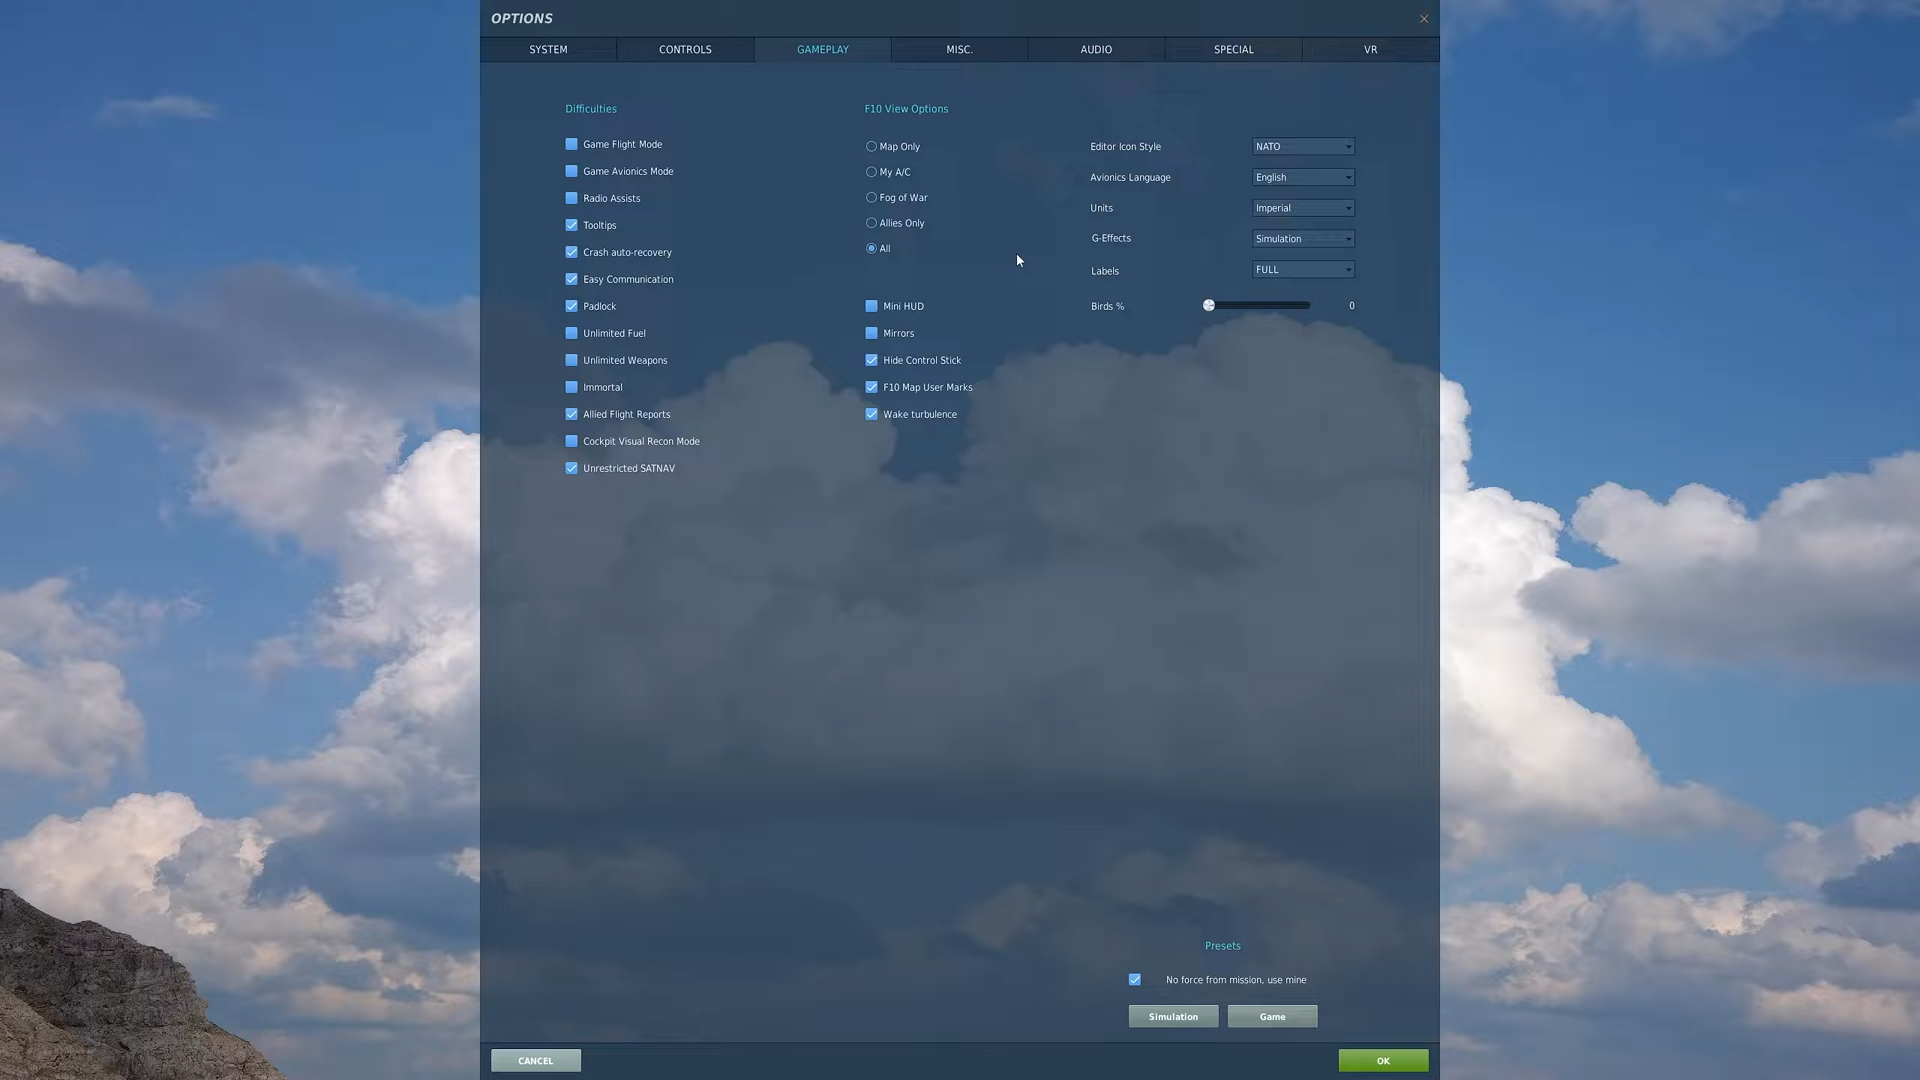 OPTIONS
SYSTEM CONTROLS GAMEPLAY MISC. AUDIO SPECIAL VR
Difficulties
Game Flight Mode
Game Avionics Mode
Radio Assists
Tooltips
Crash auto-recovery
Easy Communication
Padlock
Unlimited Fuel
Unlimited Weapons
Immortal
Allied Flight Reports
Cockpit Visual Recon Mode
Unrestricted SATNAV
F10 View Options
Map Only
My A/C
Fog of War
Allies Only
All
Mini HUD
Mirrors
Hide Control Stick
F10 Map User Marks
Wake turbulence
Editor Icon Style NATO
Avionics Language English
Units Imperial
G-Effects Simulation
Labels FULL
Birds % 0
Presets
No force from mission, use mine
Simulation Game
CANCEL OK